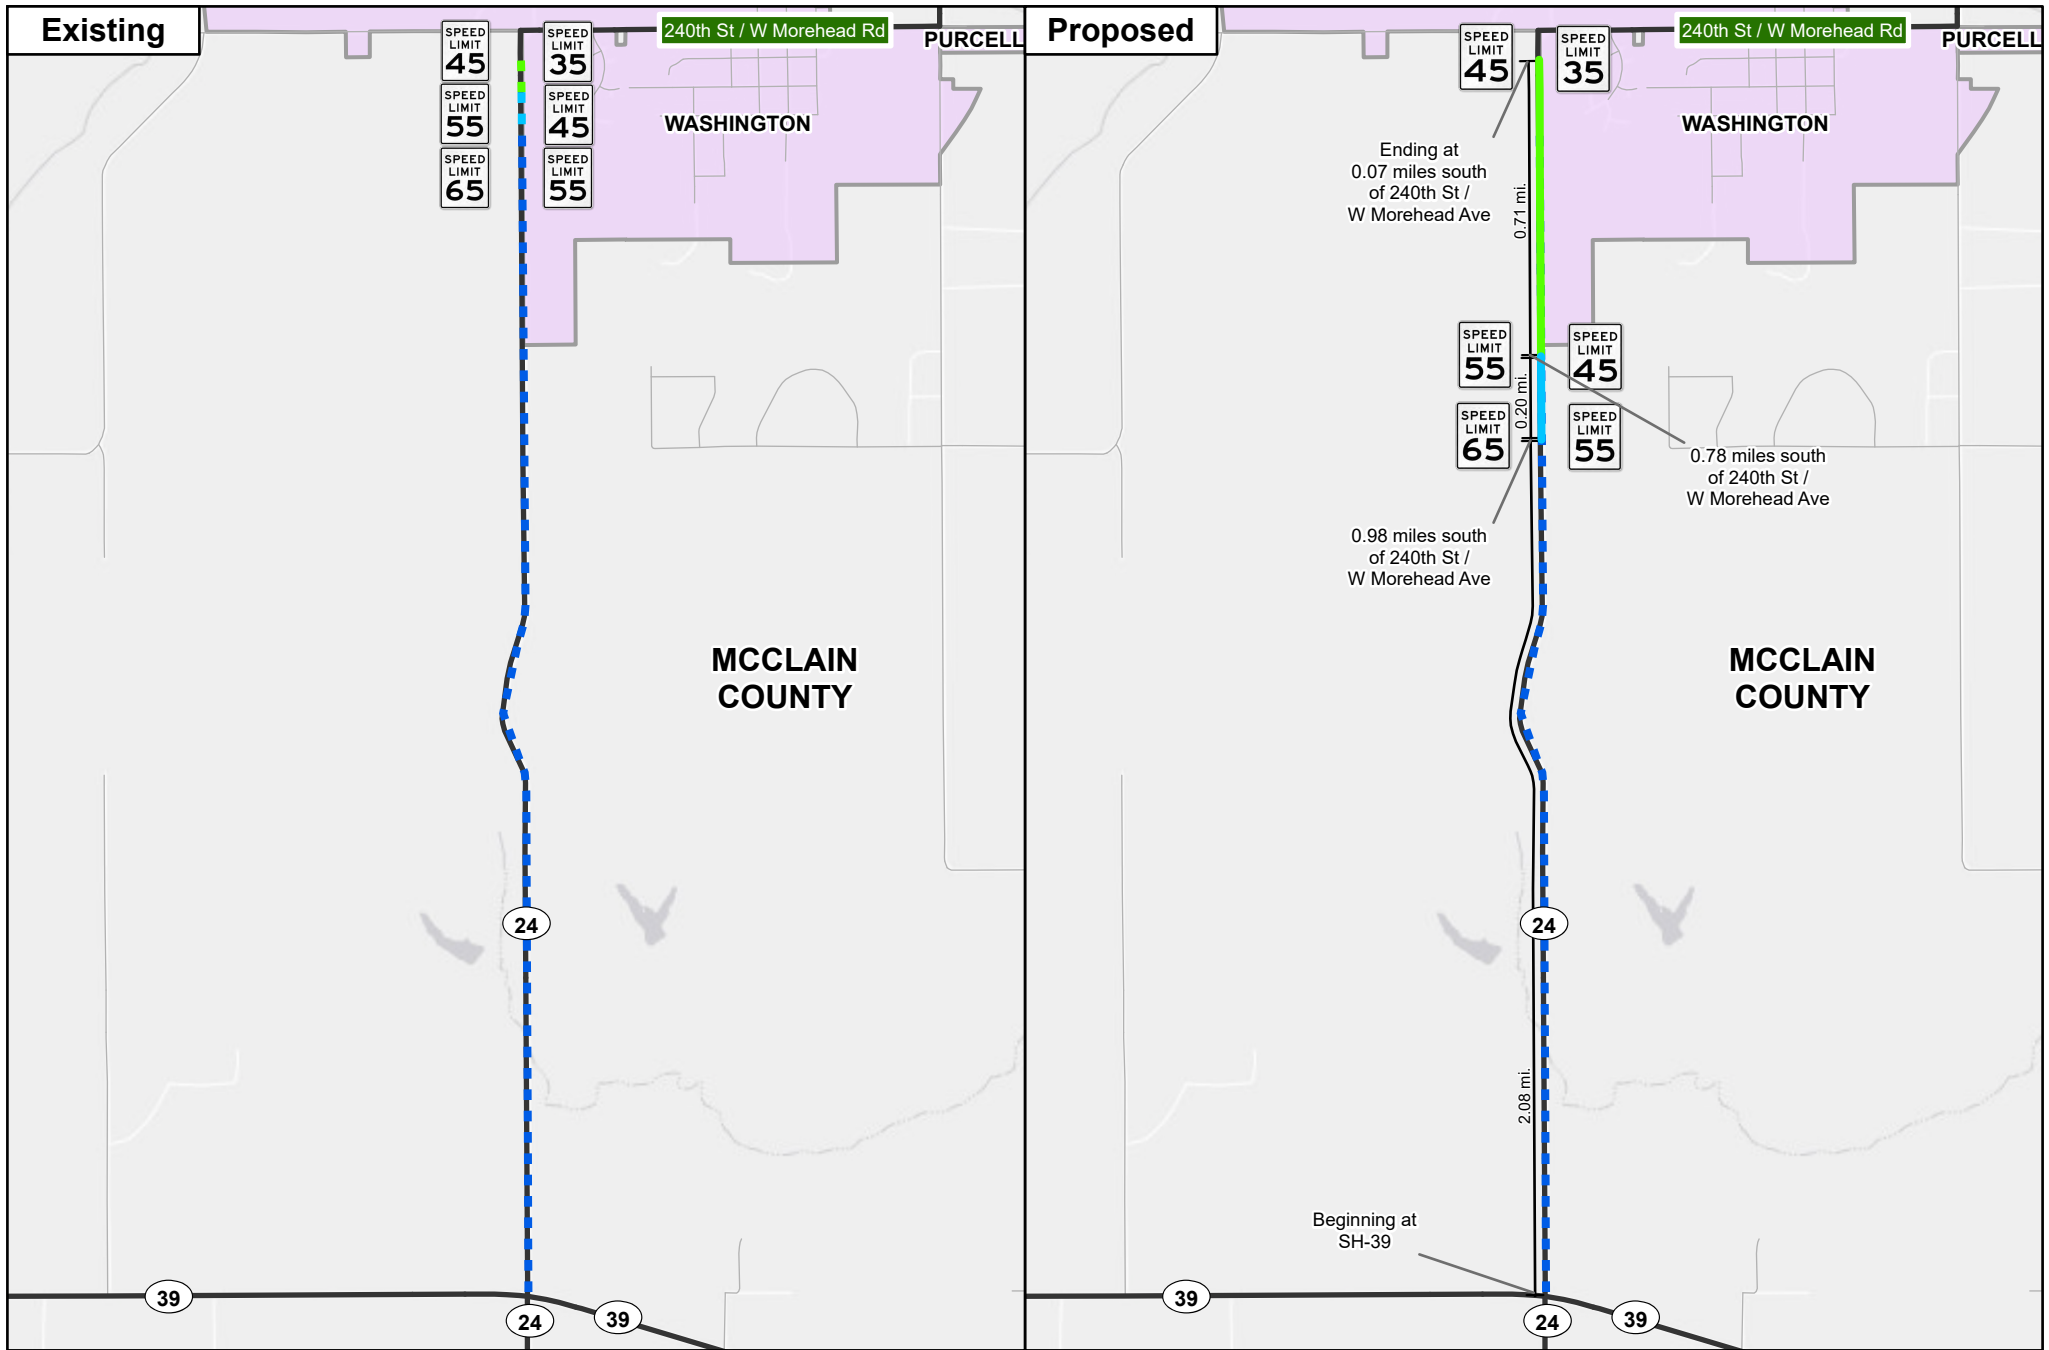 Existing
240th St / W Morehead Rd
PURCELL
SPEED
LIMIT
45
SPEED
LIMIT
35
SPEED
LIMIT
55
SPEED
LIMIT
45
SPEED
LIMIT
65
SPEED
LIMIT
55
WASHINGTON
MCCLAIN
COUNTY
24
39
24
39
Proposed
240th St / W Morehead Rd
PURCELL
SPEED
LIMIT
45
SPEED
LIMIT
35
WASHINGTON
Ending at
0.07 miles south
of 240th St /
W Morehead Ave
0.71 mi.
SPEED
LIMIT
55
SPEED
LIMIT
45
0.20 mi.
SPEED
LIMIT
65
SPEED
LIMIT
55
0.78 miles south
of 240th St /
W Morehead Ave
0.98 miles south
of 240th St /
W Morehead Ave
MCCLAIN
COUNTY
24
2.08 mi.
Beginning at
SH-39
39
24
39